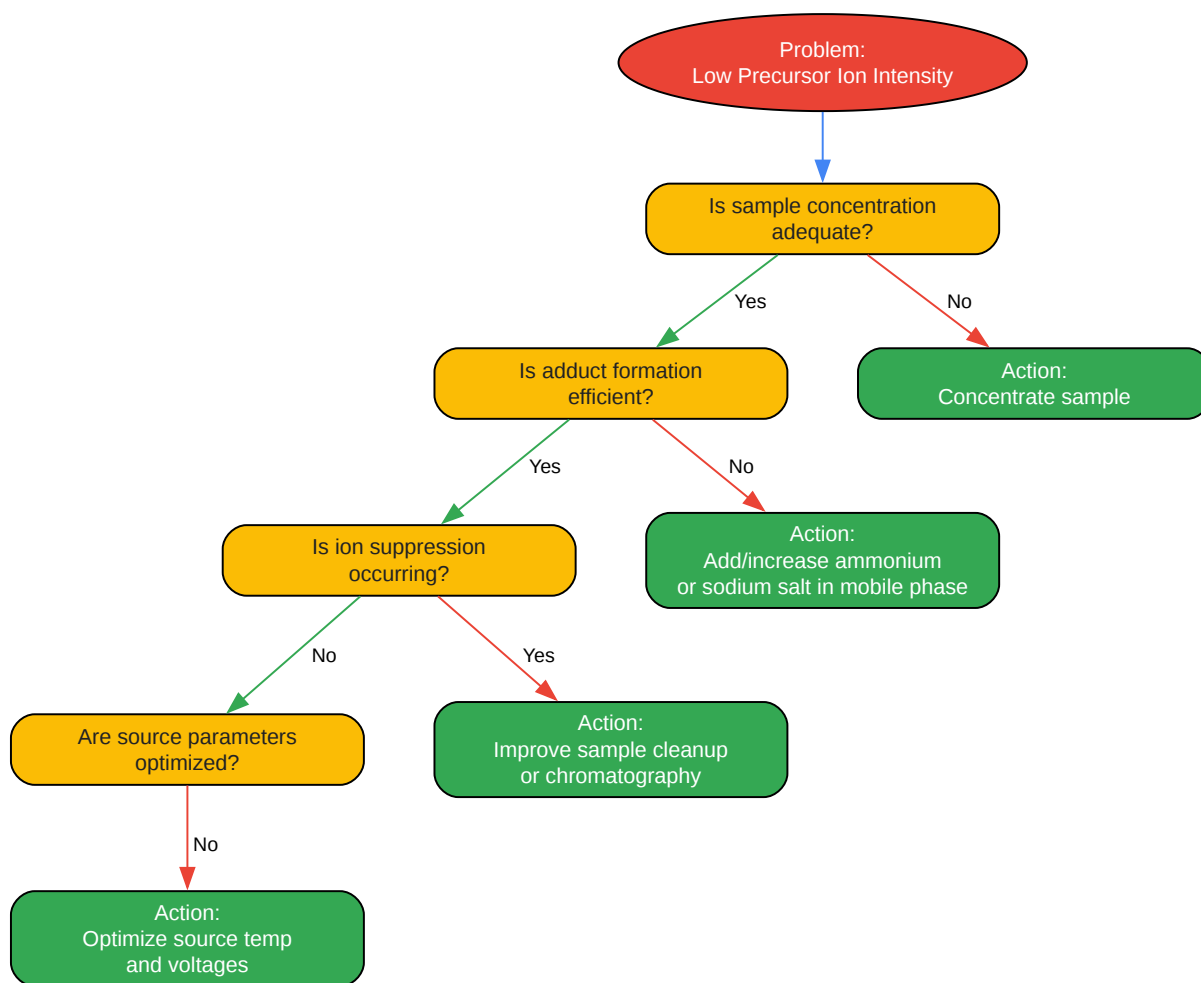 Problem:
Low Precursor Ion Intensity
Is sample concentration
adequate?
Yes
No
Is adduct formation
efficient?
Action:
Concentrate sample
Yes
No
Is ion suppression
occurring?
Action:
Add/increase ammonium
or sodium salt in mobile phase
No
Yes
Are source parameters
optimized?
Action:
Improve sample cleanup
or chromatography
No
Action:
Optimize source temp
and voltages